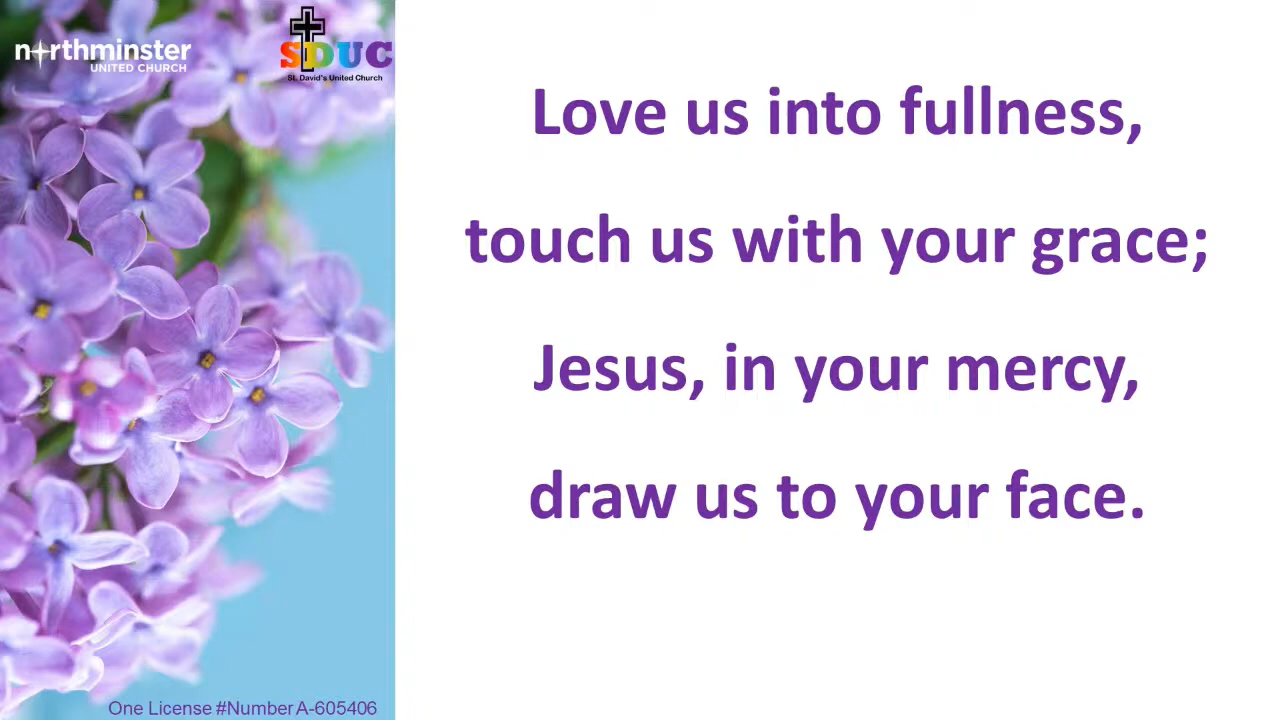 northminster
UNITED CHURCH
SDUC
St. David's United Church
Love us into fullness,
touch us with your grace;
Jesus, in your mercy,
draw us to your face.
One License #Number A-605406